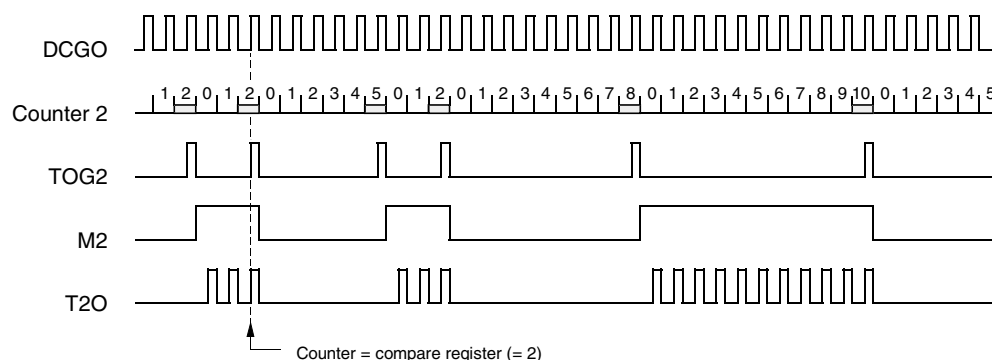 DCGO
Counter 2 1 2 0 1 2 0 1 2 3 4 5 0 1 2 0 1 2 3 4 5 6 7 8 0 1 2 3 4 5 6 7 8 9 10 0 1 2 3 4 5
TOG2
M2
T2O
Counter = compare register (= 2)